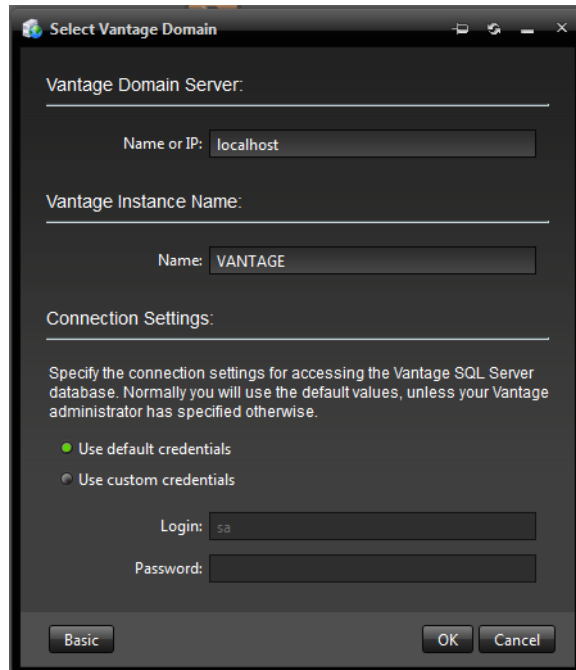 Select Vantage Domain
Vantage Domain Server:
Name or IP: localhost
Vantage Instance Name:
Name: VANTAGE
Connection Settings:
Specify the connection settings for accessing the Vantage SQL Server
database. Normally you will use the default values, unless your Vantage
administrator has specified otherwise.
Use default credentials
Use custom credentials
Login: sa
Password:
Basic OK Cancel